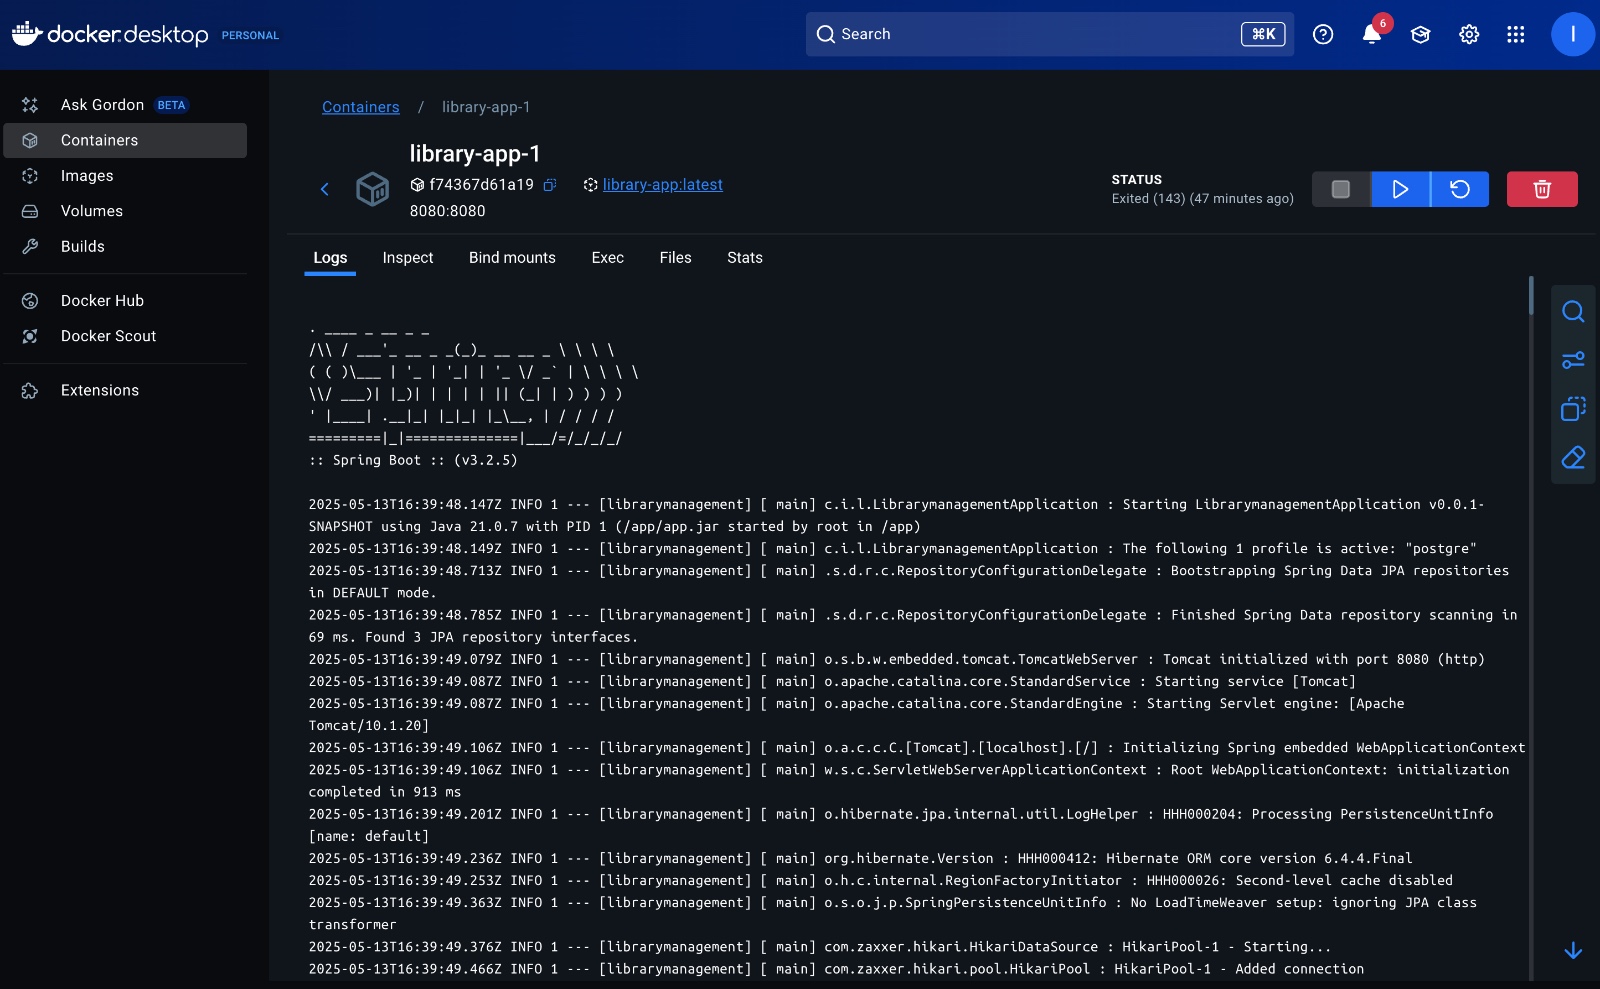 docker.desktop PERSONAL
Search ⌘K
6
I
Ask Gordon BETA
Containers
Images
Volumes
Builds
Docker Hub
Docker Scout
Extensions
Containers / library-app-1
library-app-1
f74367d61a19 library-app:latest
8080:8080
STATUS
Exited (143) (47 minutes ago)
Logs Inspect Bind mounts Exec Files Stats
. ____ _ __ _ _
/\\ / ___'_ __ _ _(_)_ __ __ _ \ \ \ \
( ( )\___ | '_ | '_| | '_ \/ _` | \ \ \ \
\\/ ___)| |_)| | | | | || (_| | ) ) ) )
' |____| .__|_| |_|_| |_\__, | / / / /
=========|_|==============|___/=/_/_/_/
:: Spring Boot :: (v3.2.5)
2025-05-13T16:39:48.147Z INFO 1 --- [librarymanagement] [ main] c.i.l.LibrarymanagementApplication : Starting LibrarymanagementApplication v0.0.1-
SNAPSHOT using Java 21.0.7 with PID 1 (/app/app.jar started by root in /app)
2025-05-13T16:39:48.149Z INFO 1 --- [librarymanagement] [ main] c.i.l.LibrarymanagementApplication : The following 1 profile is active: "postgre"
2025-05-13T16:39:48.713Z INFO 1 --- [librarymanagement] [ main] .s.d.r.c.RepositoryConfigurationDelegate : Bootstrapping Spring Data JPA repositories
in DEFAULT mode.
2025-05-13T16:39:48.785Z INFO 1 --- [librarymanagement] [ main] .s.d.r.c.RepositoryConfigurationDelegate : Finished Spring Data repository scanning in
69 ms. Found 3 JPA repository interfaces.
2025-05-13T16:39:49.079Z INFO 1 --- [librarymanagement] [ main] o.s.b.w.embedded.tomcat.TomcatWebServer : Tomcat initialized with port 8080 (http)
2025-05-13T16:39:49.087Z INFO 1 --- [librarymanagement] [ main] o.apache.catalina.core.StandardService : Starting service [Tomcat]
2025-05-13T16:39:49.087Z INFO 1 --- [librarymanagement] [ main] o.apache.catalina.core.StandardEngine : Starting Servlet engine: [Apache
Tomcat/10.1.20]
2025-05-13T16:39:49.106Z INFO 1 --- [librarymanagement] [ main] o.a.c.c.C.[Tomcat].[localhost].[/] : Initializing Spring embedded WebApplicationContext
2025-05-13T16:39:49.106Z INFO 1 --- [librarymanagement] [ main] w.s.c.ServletWebServerApplicationContext : Root WebApplicationContext: initialization
completed in 913 ms
2025-05-13T16:39:49.201Z INFO 1 --- [librarymanagement] [ main] o.hibernate.jpa.internal.util.LogHelper : HHH000204: Processing PersistenceUnitInfo
[name: default]
2025-05-13T16:39:49.236Z INFO 1 --- [librarymanagement] [ main] org.hibernate.Version : HHH000412: Hibernate ORM core version 6.4.4.Final
2025-05-13T16:39:49.253Z INFO 1 --- [librarymanagement] [ main] o.h.c.internal.RegionFactoryInitiator : HHH000026: Second-level cache disabled
2025-05-13T16:39:49.363Z INFO 1 --- [librarymanagement] [ main] o.s.o.j.p.SpringPersistenceUnitInfo : No LoadTimeWeaver setup: ignoring JPA class
transformer
2025-05-13T16:39:49.376Z INFO 1 --- [librarymanagement] [ main] com.zaxxer.hikari.HikariDataSource : HikariPool-1 - Starting...
2025-05-13T16:39:49.466Z INFO 1 --- [librarymanagement] [ main] com.zaxxer.hikari.pool.HikariPool : HikariPool-1 - Added connection